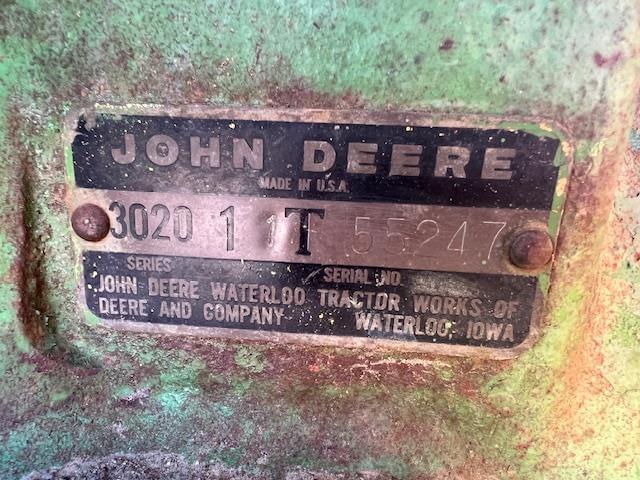 JOHN DEERE
MADE IN U.S.A.
3020 1 1 T 55247
SERIES SERIAL NO.
JOHN DEERE WATERLOO TRACTOR WORKS OF
DEERE AND COMPANY WATERLOO, IOWA